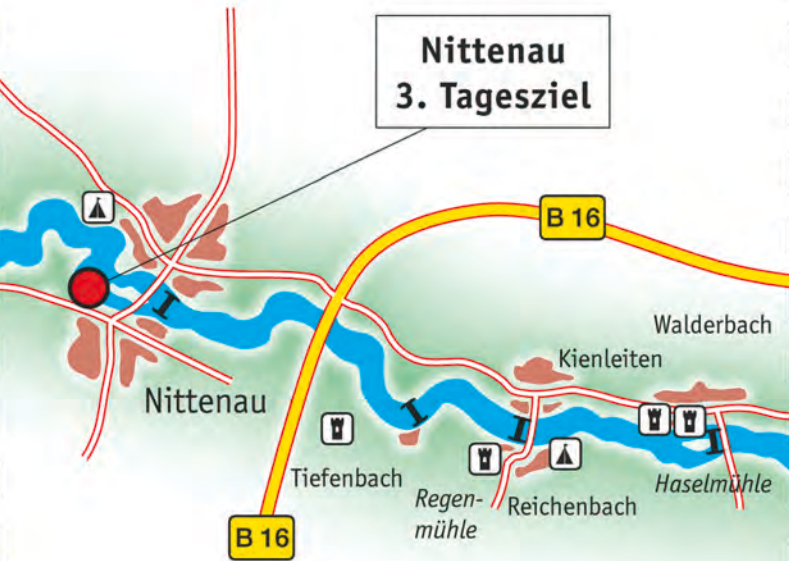 Nittenau
3. Tagesziel
B 16
Walderbach
Kienleiten
Nittenau
Tiefenbach
Regen-
mühle
Reichenbach
Haselmühle
B 16